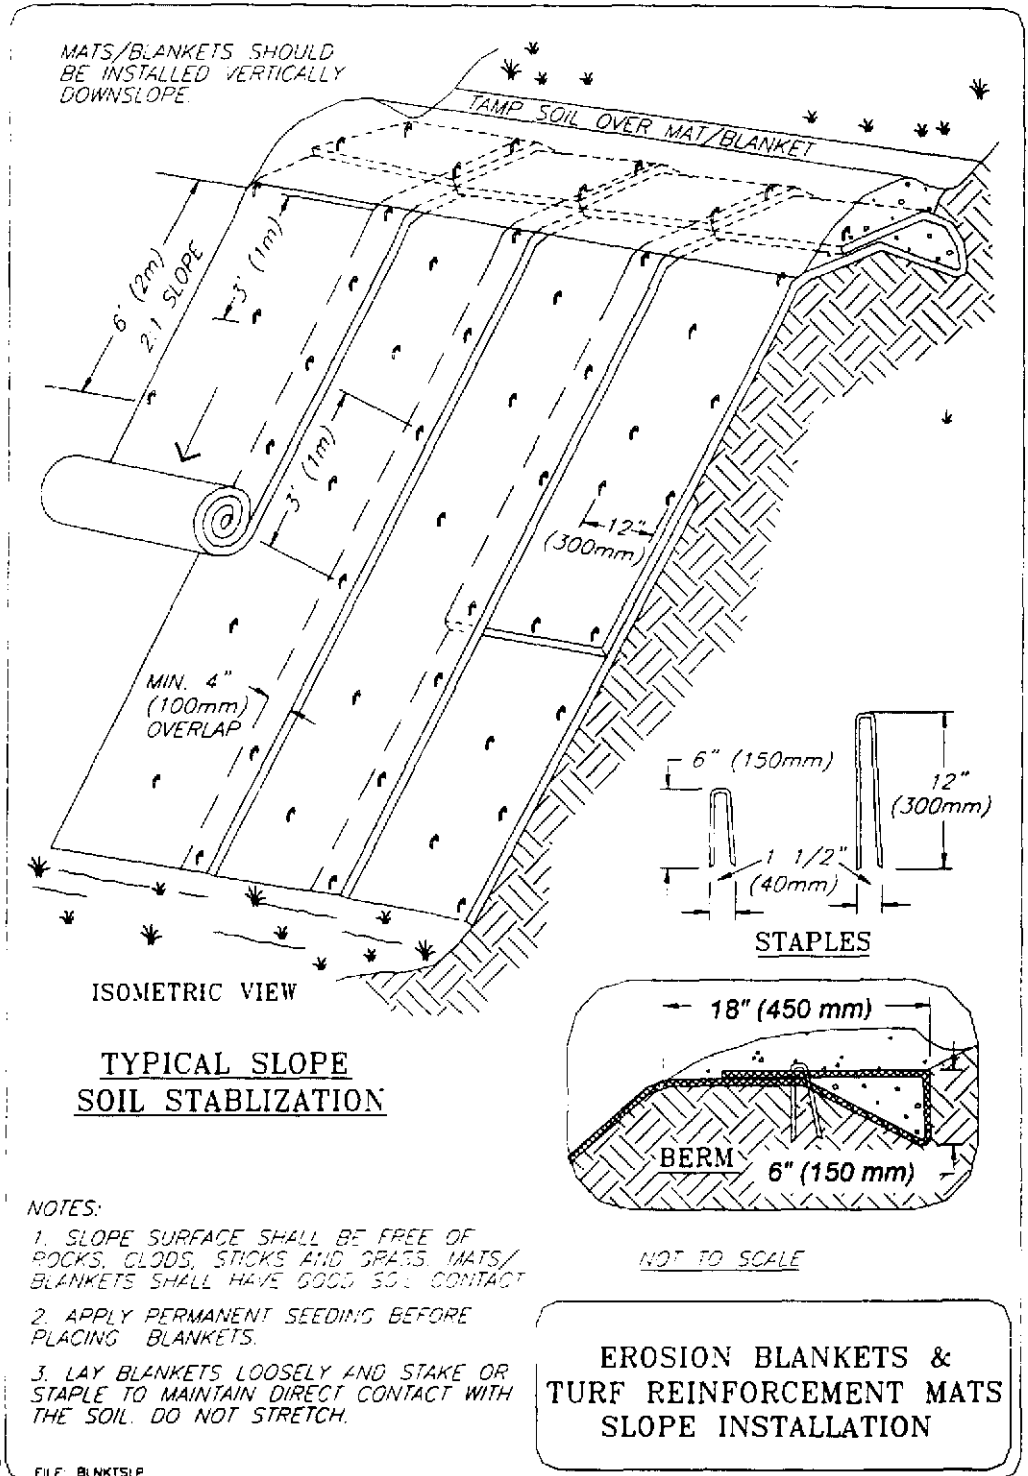 MATS/BLANKETS SHOULD
BE INSTALLED VERTICALLY
DOWNSLOPE.
TAMP SOIL OVER MAT/BLANKET
6' (2m)
2:1 SLOPE
3' (1m)
3' (1m)
12"
(300mm)
MIN. 4"
(100mm)
OVERLAP
6" (150mm)
12"
(300mm)
1 1/2"
(40mm)
STAPLES
ISOMETRIC VIEW
TYPICAL SLOPE
SOIL STABLIZATION
18" (450 mm)
BERM
6" (150 mm)
NOT TO SCALE
NOTES:
1. SLOPE SURFACE SHALL BE FREE OF
ROCKS, CLODS, STICKS AND GRASS. MATS/
BLANKETS SHALL HAVE GOOD SOIL CONTACT
2. APPLY PERMANENT SEEDING BEFORE
PLACING BLANKETS.
3. LAY BLANKETS LOOSELY AND STAKE OR
STAPLE TO MAINTAIN DIRECT CONTACT WITH
THE SOIL. DO NOT STRETCH.
EROSION BLANKETS &
TURF REINFORCEMENT MATS
SLOPE INSTALLATION
FILE: BLNKTSLP